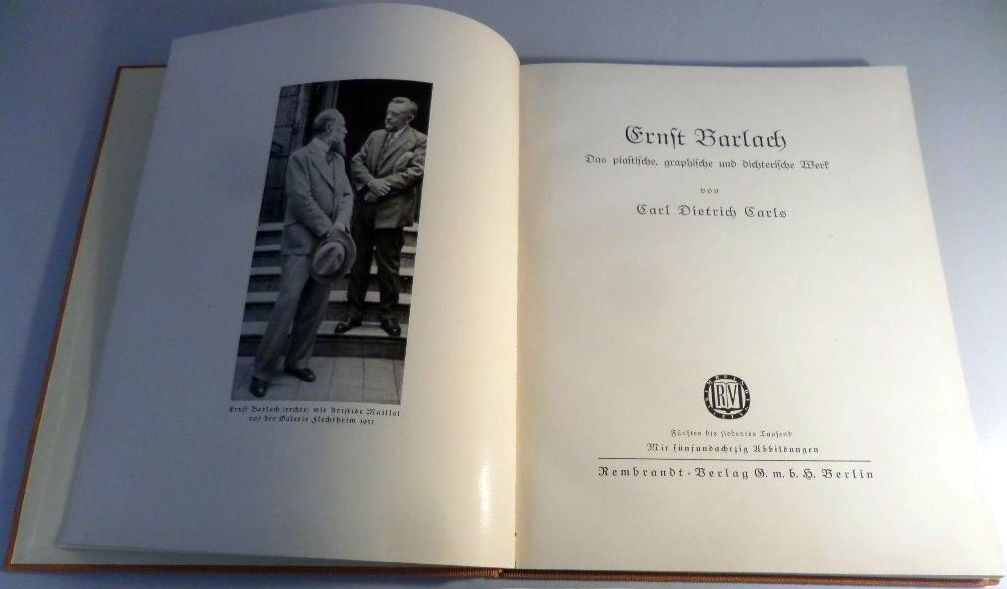 Ernst Barlach (rechts) mit Aristide Maillol
vor der Galerie Flechtheim 1931
Ernst Barlach
Das plastische, graphische und dichterische Werk
von
Carl Dietrich Carls
RV
Fünftes bis siebentes Tausend
Mit fünfundachtzig Abbildungen
Rembrandt-Verlag G. m. b. H. Berlin